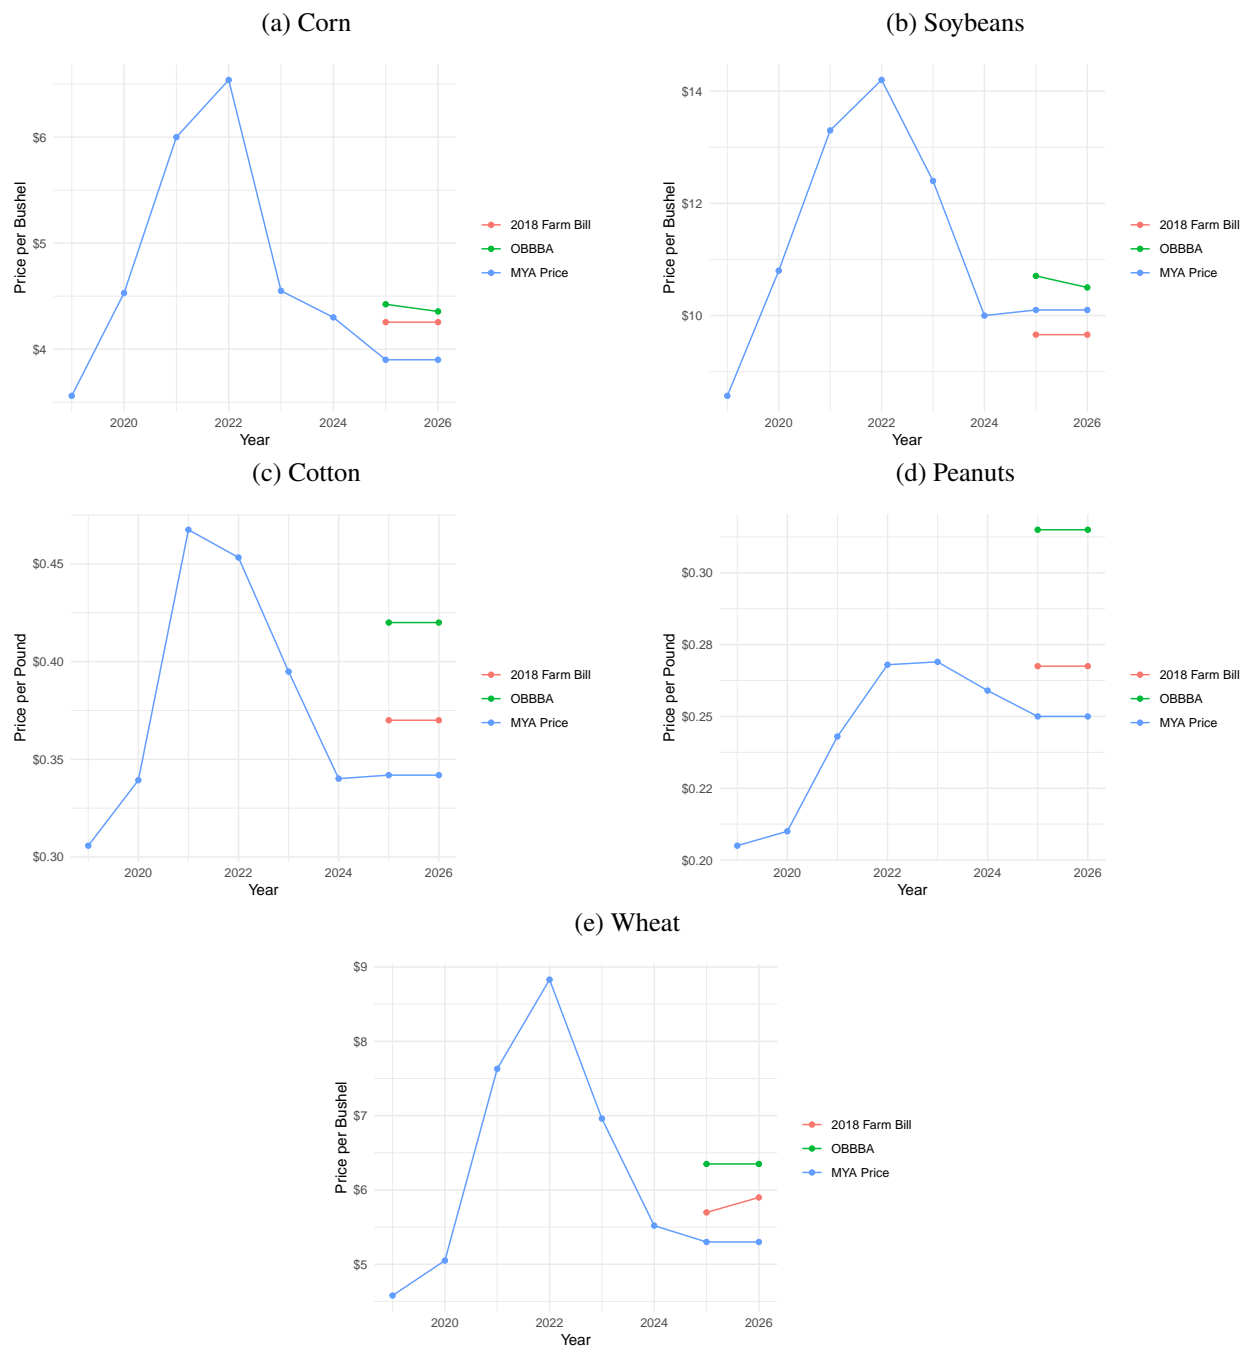 (a) Corn
Price per Bushel
$6
$5
$4
2020
2022
2024
2026
Year
2018 Farm Bill
OBBBA
MYA Price
(b) Soybeans
Price per Bushel
$14
$12
$10
2020
2022
2024
2026
Year
2018 Farm Bill
OBBBA
MYA Price
(c) Cotton
Price per Pound
$0.45
$0.40
$0.35
$0.30
2020
2022
2024
2026
Year
2018 Farm Bill
OBBBA
MYA Price
(d) Peanuts
Price per Pound
$0.30
$0.28
$0.25
$0.22
$0.20
2020
2022
2024
2026
Year
2018 Farm Bill
OBBBA
MYA Price
(e) Wheat
Price per Bushel
$9
$8
$7
$6
$5
2020
2022
2024
2026
Year
2018 Farm Bill
OBBBA
MYA Price